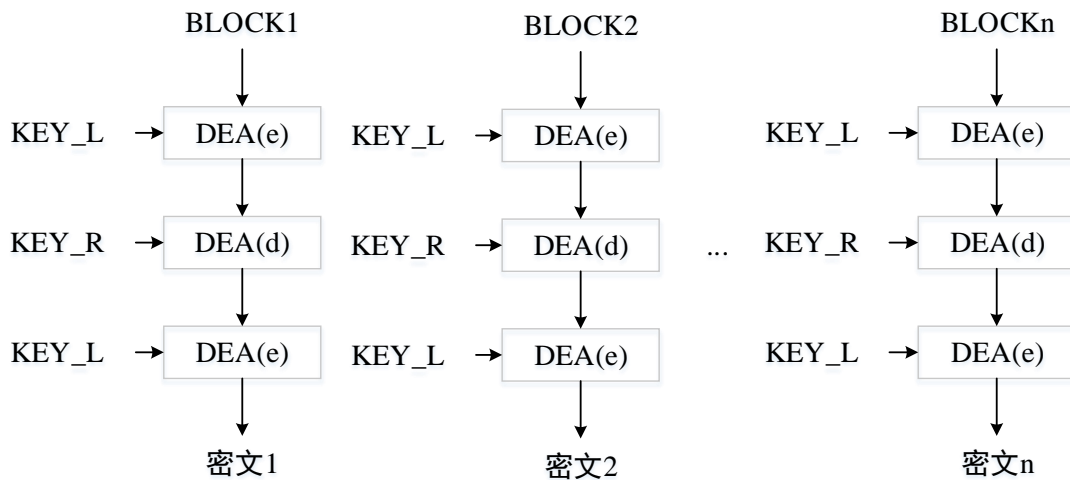 BLOCK1 BLOCK2 BLOCKn
KEY_L DEA(e) KEY_L DEA(e) KEY_L DEA(e)
KEY_R DEA(d) KEY_R DEA(d) ... KEY_R DEA(d)
KEY_L DEA(e) KEY_L DEA(e) KEY_L DEA(e)
密文1 密文2 密文n